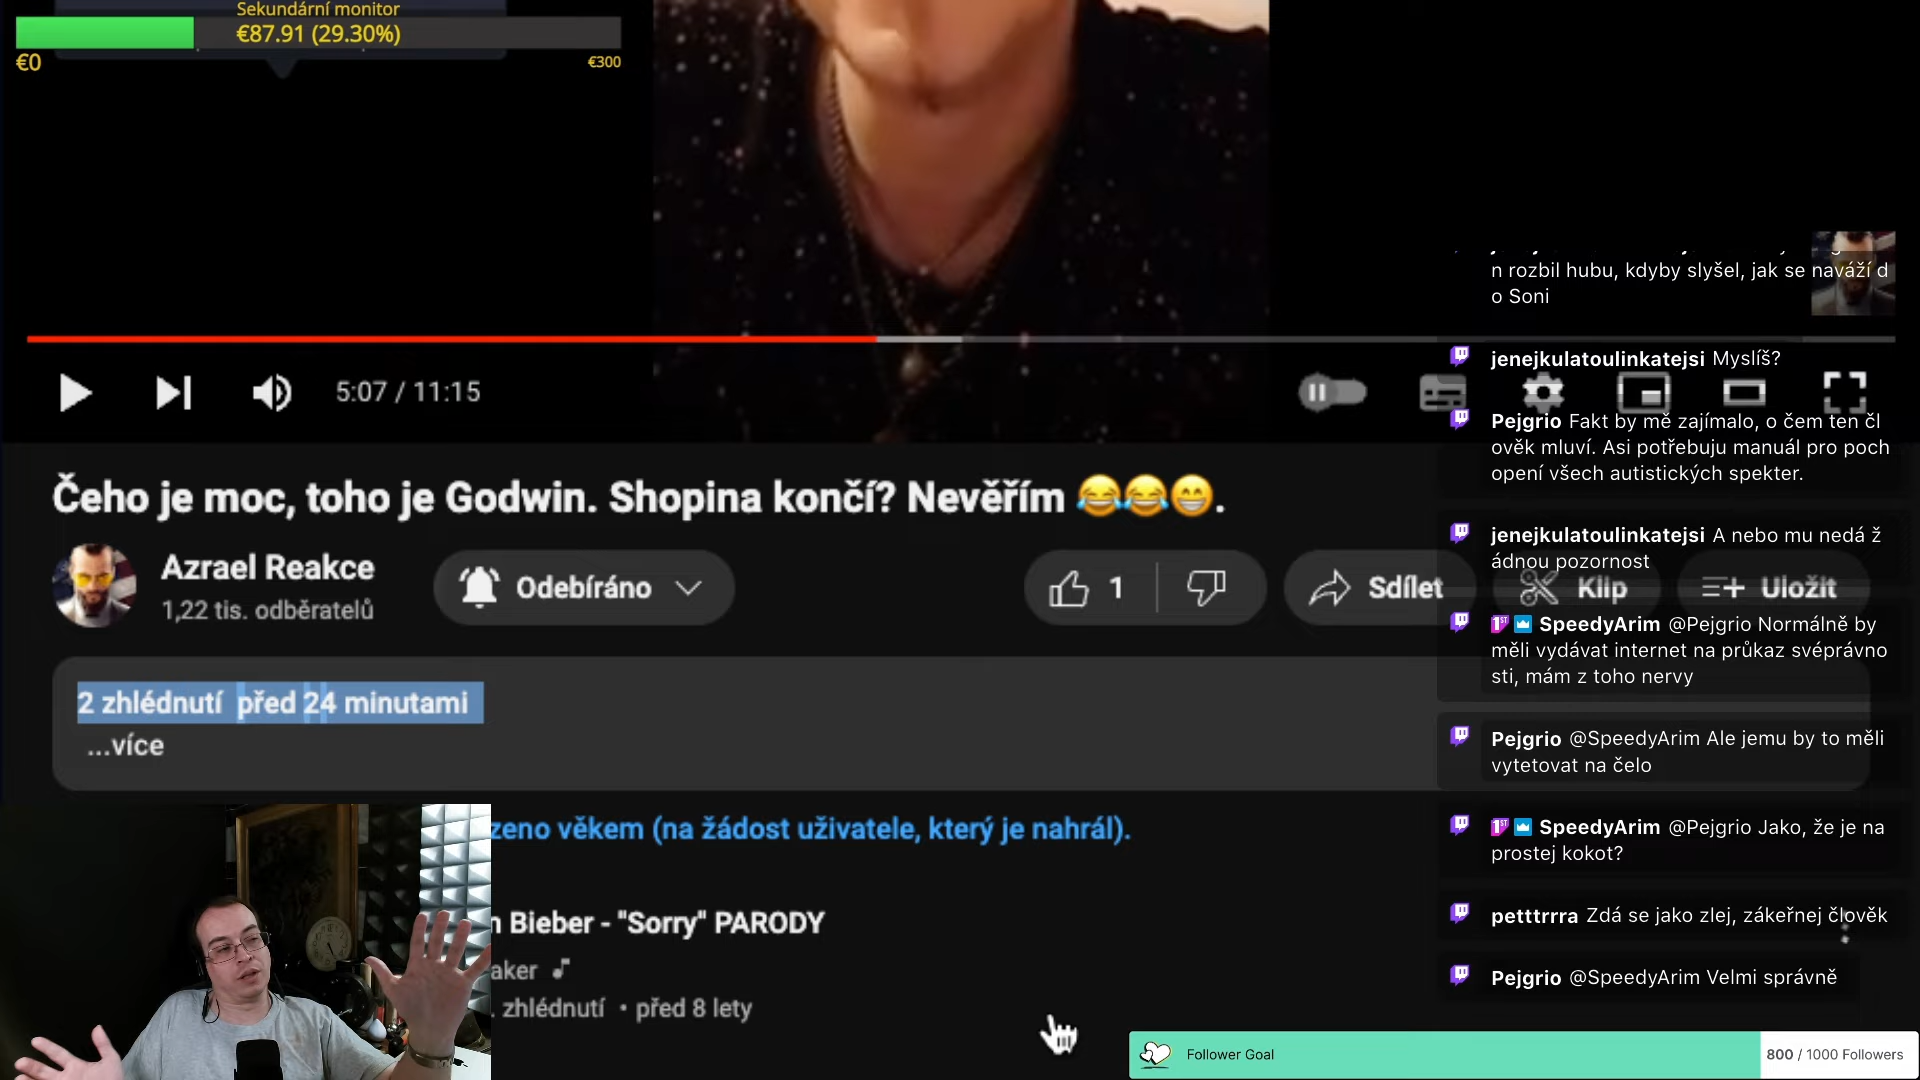 Sekundární monitor
€87.91 (29.30%)
€0
€300
n rozbil hubu, kdyby slyšel, jak se naváží d
o Soni
jenejkulatoulinkatejsi Myslíš?
5:07 / 11:15
Pejgrio Fakt by mě zajímalo, o čem ten čl
ověk mluví. Asi potřebuju manuál pro poch
opení všech autistických spekter.
Čeho je moc, toho je Godwin. Shopina končí? Nevěřím 😂😂😁.
jenejkulatoulinkatejsi A nebo mu nedá ž
ádnou pozornost
Azrael Reakce
1,22 tis. odběratelů
Odebíráno
1
Sdílet
Klip
Uložit
1ST SpeedyArim @Pejgrio Normálně by
měli vydávat internet na průkaz svéprávno
sti, mám z toho nervy
2 zhlédnutí před 24 minutami
...více
Pejgrio @SpeedyArim Ale jemu by to měli
vytetovat na čelo
zeno věkem (na žádost uživatele, který je nahrál).
1ST SpeedyArim @Pejgrio Jako, že je na
prostej kokot?
n Bieber - "Sorry" PARODY
petttrrra Zdá se jako zlej, zákeřnej člověk
aker
Pejgrio @SpeedyArim Velmi správně
. zhlédnutí • před 8 lety
Follower Goal
800 / 1000 Followers